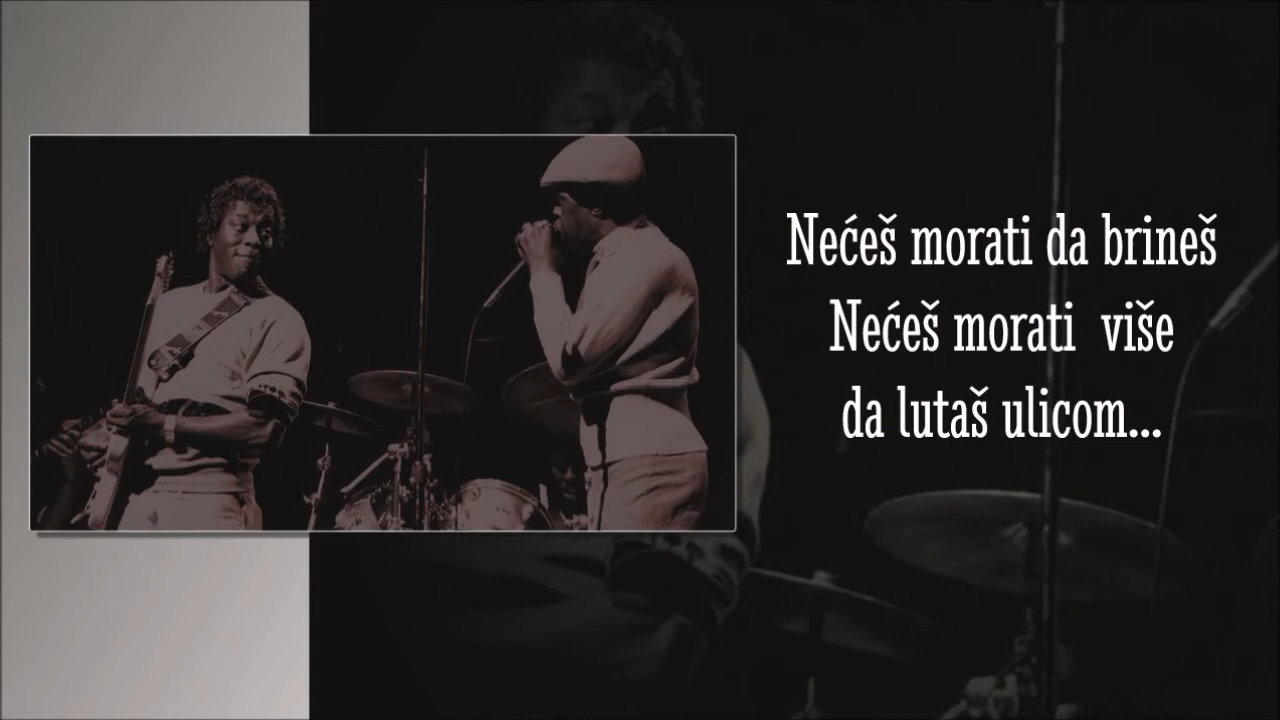 Nećeš morati da brineš
Nećeš morati  više
da lutaš ulicom...